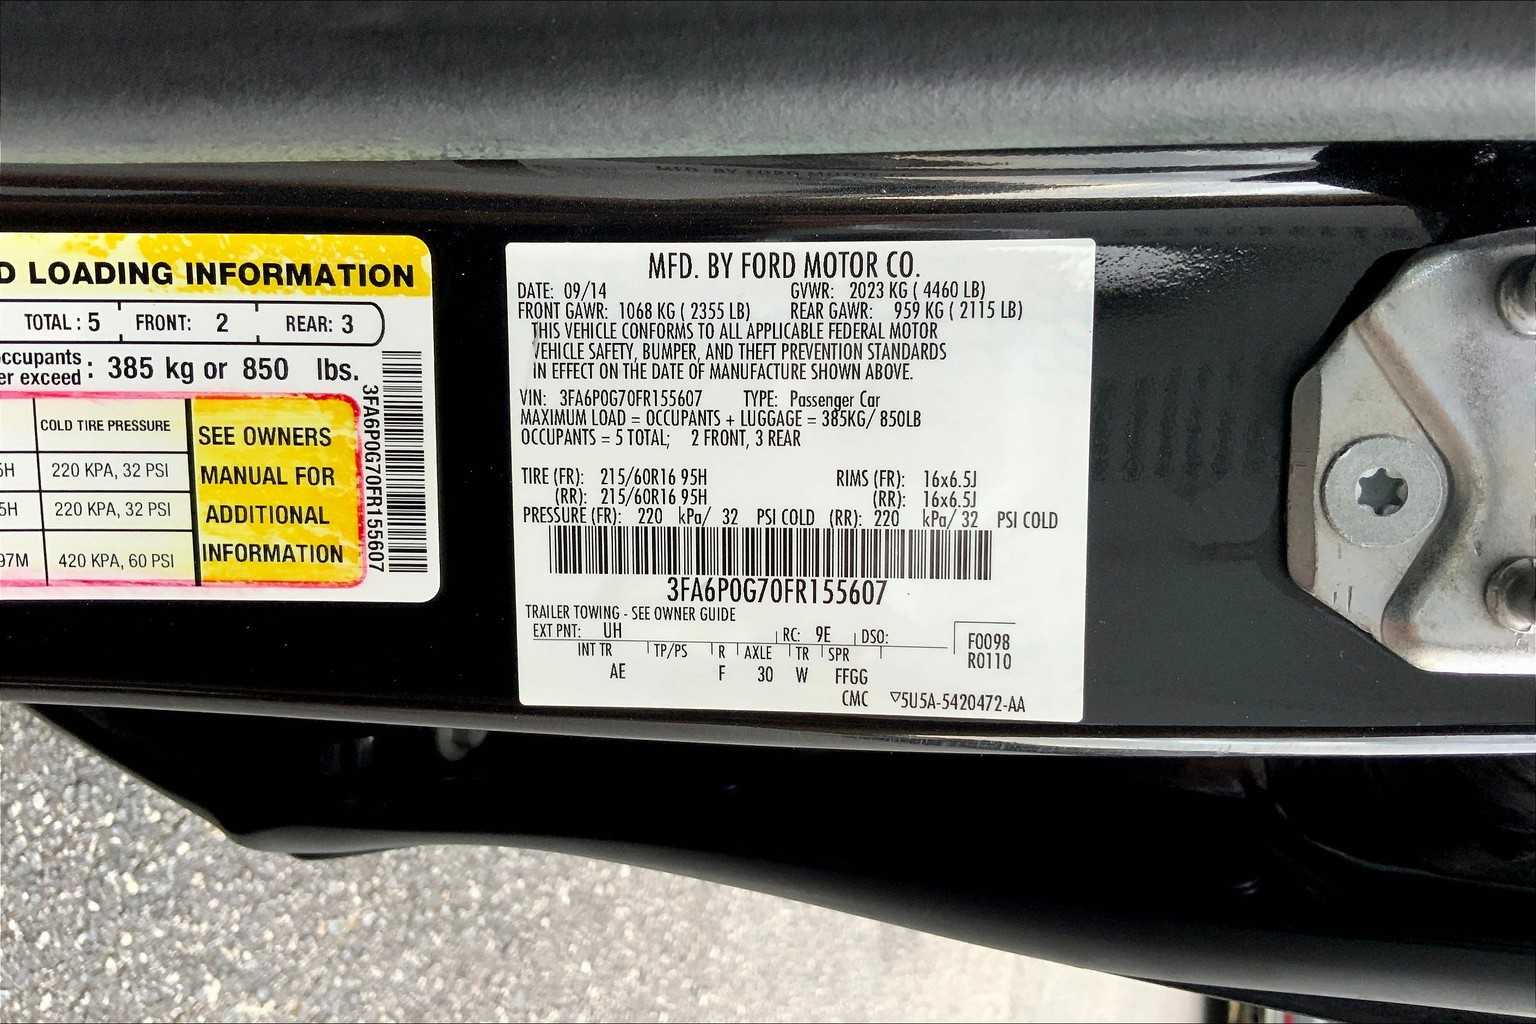 D LOADING INFORMATION
TOTAL : 5 FRONT: 2 REAR: 3
ccupants
er exceed : 385 kg or 850 lbs.
COLD TIRE PRESSURE
5H 220 KPA, 32 PSI
5H 220 KPA, 32 PSI
97M 420 KPA, 60 PSI
SEE OWNERS
MANUAL FOR
ADDITIONAL
INFORMATION
3FA6P0G70FR155607
MFD. BY FORD MOTOR CO.
DATE: 09/14 GVWR: 2023 KG ( 4460 LB)
FRONT GAWR: 1068 KG ( 2355 LB) REAR GAWR: 959 KG ( 2115 LB)
THIS VEHICLE CONFORMS TO ALL APPLICABLE FEDERAL MOTOR
VEHICLE SAFETY, BUMPER, AND THEFT PREVENTION STANDARDS
IN EFFECT ON THE DATE OF MANUFACTURE SHOWN ABOVE.
VIN: 3FA6P0G70FR155607 TYPE: Passenger Car
MAXIMUM LOAD = OCCUPANTS + LUGGAGE = 385KG/ 850LB
OCCUPANTS = 5 TOTAL; 2 FRONT, 3 REAR
TIRE (FR): 215/60R16 95H RIMS (FR): 16x6.5J
(RR): 215/60R16 95H (RR): 16x6.5J
PRESSURE (FR): 220 kPa/ 32 PSI COLD (RR): 220 kPa/ 32 PSI COLD
3FA6P0G70FR155607
TRAILER TOWING - SEE OWNER GUIDE
EXT PNT: UH RC: 9E DSO:
INT TR TP/PS R AXLE TR SPR
AE F 30 W FFGG
F0098
R0110
CMC ▽5U5A-5420472-AA